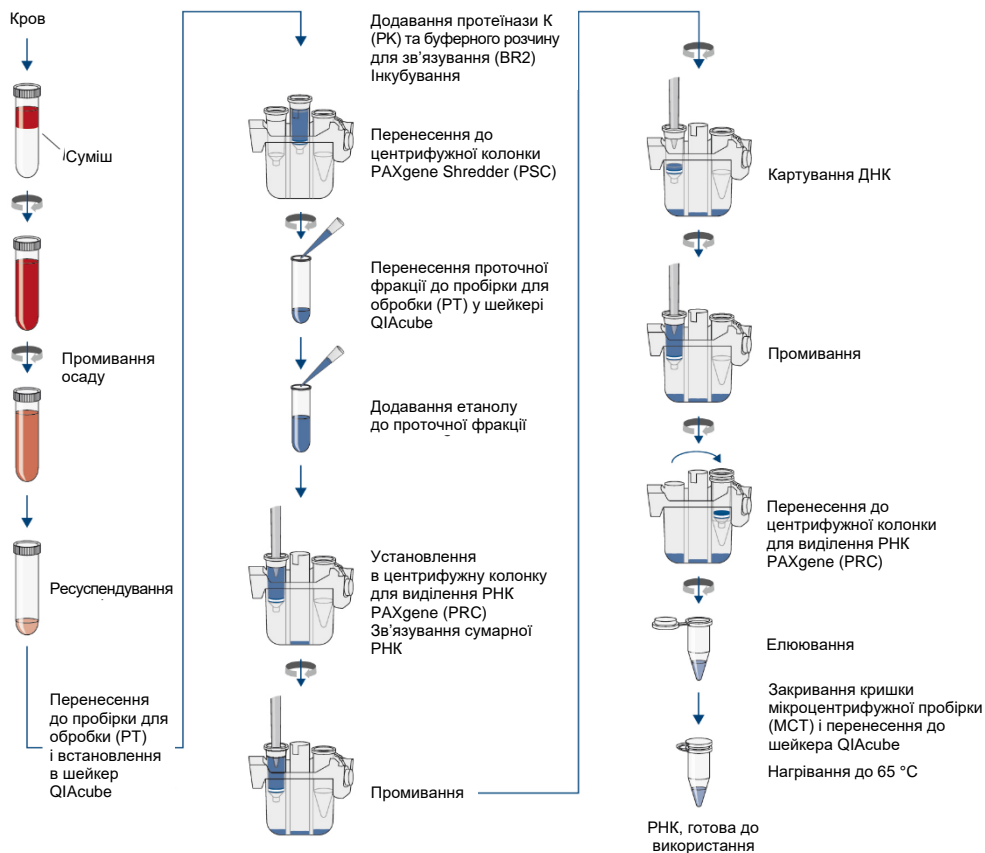 Кров
Суміш
Промивання
осаду
Ресуспендування
Перенесення
до пробірки для
обробки (PT)
і встановлення
в шейкер
QIAcube
Додавання протеїнази К
(PK) та буферного розчину
для зв’язування (BR2)
Інкубування
Перенесення до
центрифужної колонки
PAXgene Shredder (PSC)
Перенесення проточної
фракції до пробірки для
обробки (PT) у шейкері
QIAcube
Додавання етанолу
до проточної фракції
Установлення
в центрифужну колонку
для виділення РНК
PAXgene (PRC)
Зв’язування сумарної
РНК
Промивання
Картування ДНК
Промивання
Перенесення до
центрифужної колонки
для виділення РНК
PAXgene (PRC)
Елюювання
Закривання кришки
мікроцентрифужної пробірки
(MCT) і перенесення до
шейкера QIAcube
Нагрівання до 65 °C
РНК, готова до
використання